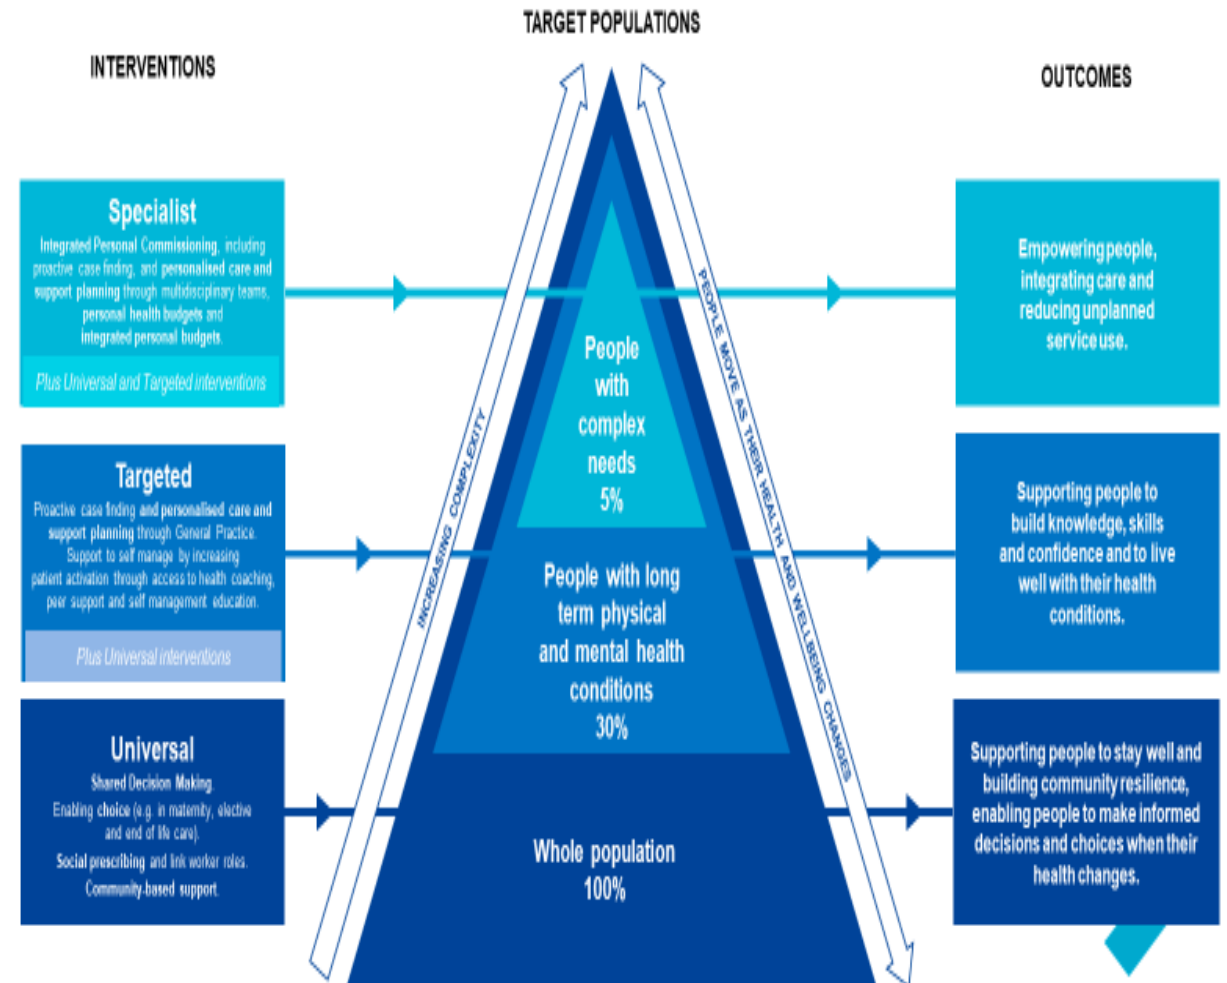 TARGET POPULATIONS
INTERVENTIONS
OUTCOMES
Specialist
Integrated Personal Commissioning, including
proactive case finding, and personalised care and
support planning through multidisciplinary teams,
personal health budgets and
integrated personal budgets.
Plus Universal and Targeted interventions
Targeted
Proactive case finding and personalised care and
support planning through General Practice.
Support to self manage by increasing
patient activation through access to health coaching,
peer support and self management education.
Plus Universal interventions
Universal
Shared Decision Making.
Enabling choice (e.g. in maternity, elective
and end of life care).
Social prescribing and link worker roles.
Community-based support.
INCREASING COMPLEXITY
People
with
complex
needs
5%
People with long
term physical
and mental health
conditions
30%
Whole population
100%
PEOPLE MOVE AS THEIR HEALTH AND WELLBEING CHANGES
Empowering people,
integrating care and
reducing unplanned
service use.
Supporting people to
build knowledge, skills
and confidence and to live
well with their health
conditions.
Supporting people to stay well and
building community resilience,
enabling people to make informed
decisions and choices when their
health changes.